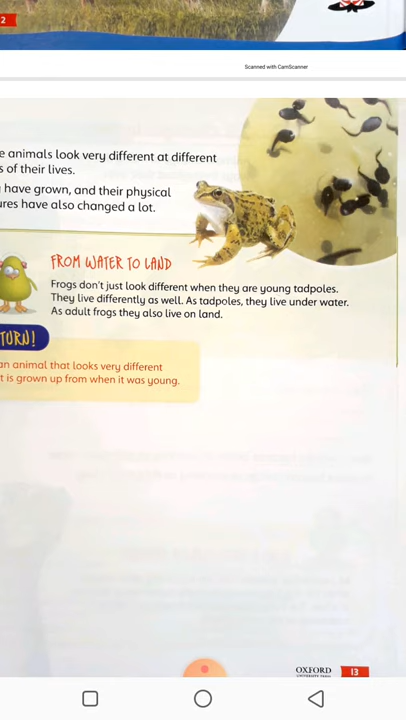 2
Scanned with CamScanner
e animals look very different at different
s of their lives.
have grown, and their physical
ures have also changed a lot.
FROM WATER TO LAND
Frogs don't just look different when they are young tadpoles.
They live differently as well. As tadpoles, they live under water.
As adult frogs they also live on land.
TURN!
an animal that looks very different
t is grown up from when it was young.
OXFORD
UNIVERSITY PRESS
13